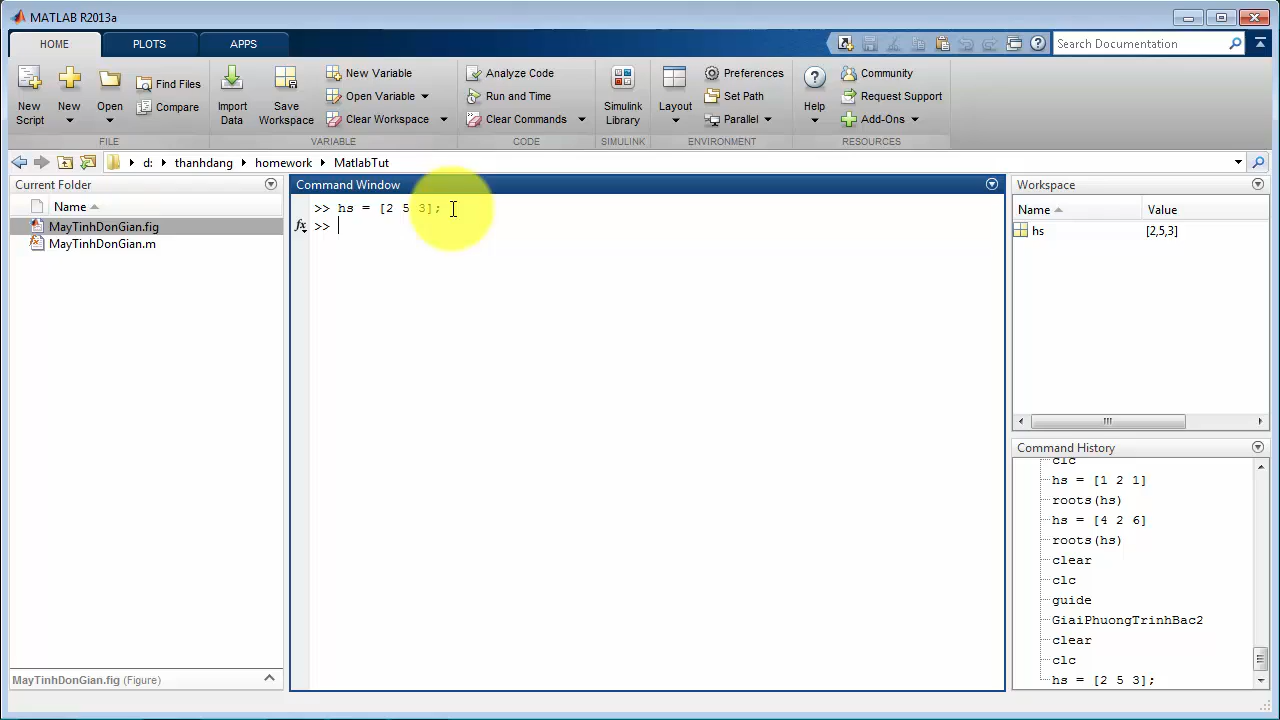 MATLAB R2013a
HOME
PLOTS
APPS
Search Documentation
New Script
New
Open
Find Files
Compare
Import Data
Save Workspace
New Variable
Open Variable
Clear Workspace
Analyze Code
Run and Time
Clear Commands
Simulink Library
Layout
Preferences
Set Path
Parallel
Help
Community
Request Support
Add-Ons
FILE
VARIABLE
CODE
SIMULINK
ENVIRONMENT
RESOURCES
d: thanhdang homework MatlabTut
Current Folder
Name
MayTinhDonGian.fig
MayTinhDonGian.m
MayTinhDonGian.fig (Figure)
Command Window
>> hs = [2 5 3];
fx >>
Workspace
Name Value
hs [2,5,3]
Command History
clc
hs = [1 2 1]
roots(hs)
hs = [4 2 6]
roots(hs)
clear
clc
guide
GiaiPhuongTrinhBac2
clear
clc
hs = [2 5 3];